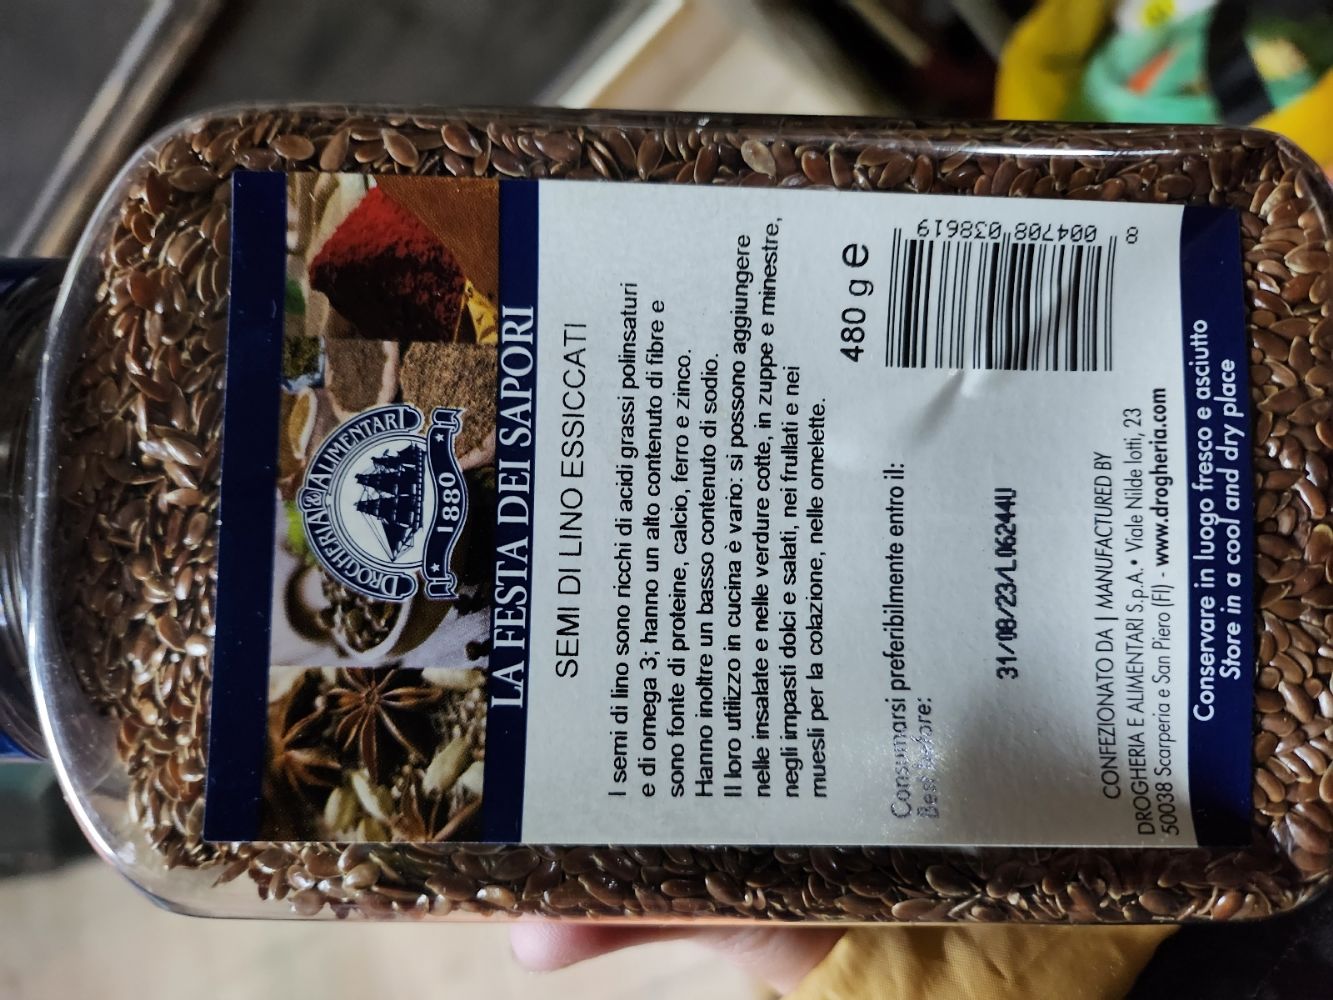 DROGHERIA & ALIMENTARI
1880
LA FESTA DEI SAPORI
SEMI DI LINO ESSICCATI
I semi di lino sono ricchi di acidi grassi polinsaturi
e di omega 3; hanno un alto contenuto di fibre e
sono fonte di proteine, calcio, ferro e zinco.
Hanno inoltre un basso contenuto di sodio.
Il loro utilizzo in cucina è vario: si possono aggiungere
nelle insalate e nelle verdure cotte, in zuppe e minestre,
negli impasti dolci e salati, nei frullati e nei
muesli per la colazione, nelle omelette.
480 g e
Consumarsi preferibilmente entro il:
Best before:
31/08/23/L06244U
004708 038619
8
CONFEZIONATO DA | MANUFACTURED BY
DROGHERIA E ALIMENTARI S.p.A. • Viale Nilde Iotti, 23
50038 Scarperia e San Piero (FI) - www.drogheria.com
Conservare in luogo fresco e asciutto
Store in a cool and dry place